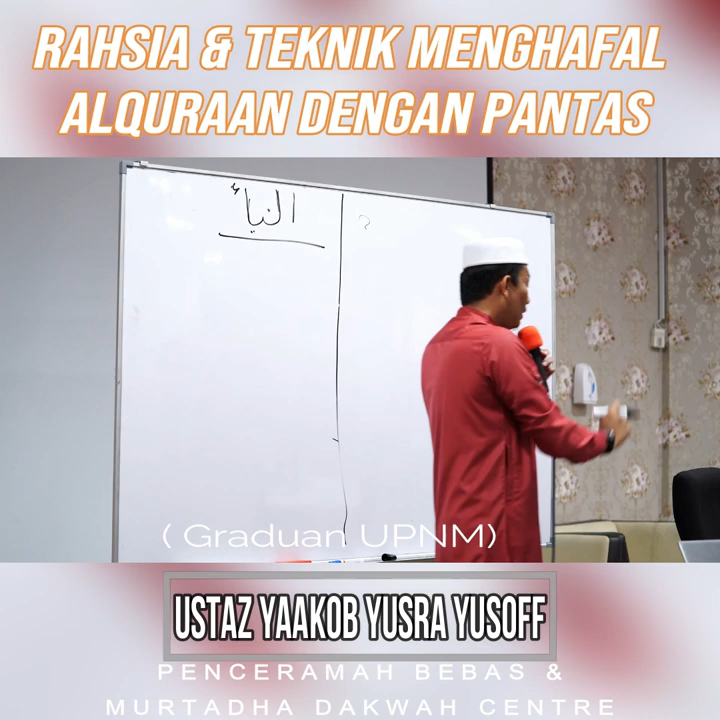 RAHSIA & TEKNIK MENGHAFAL
ALQURAAN DENGAN PANTAS
النبأ
( Graduan UPNM)
USTAZ YAAKOB YUSRA YUSOFF
PENCERAMAH BEBAS &
MURTADHA DAKWAH CENTRE